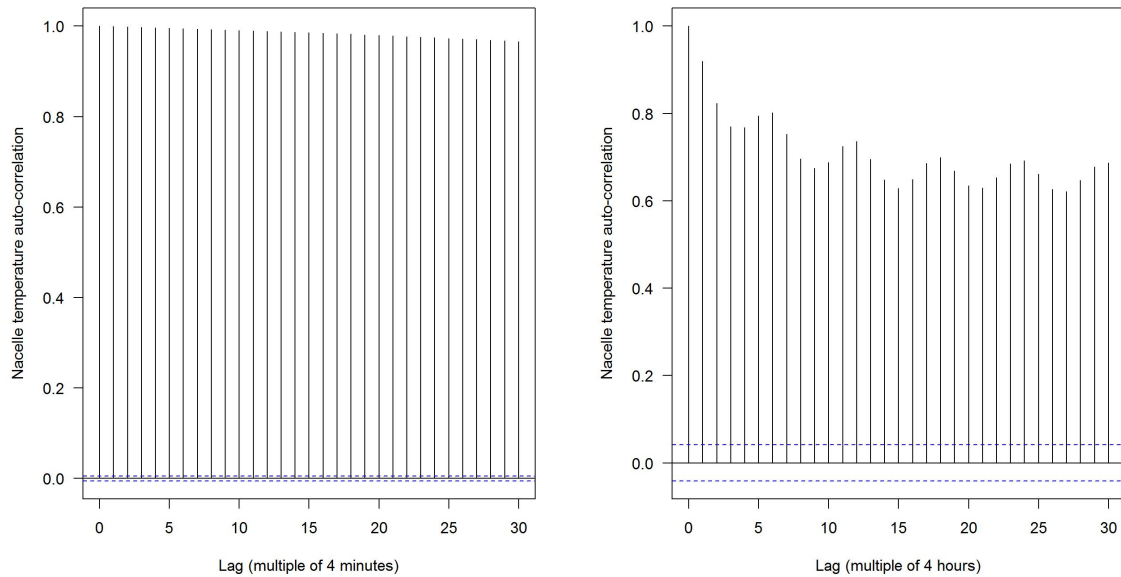 Nacelle temperature auto-correlation
1.0
0.8
0.6
0.4
0.2
0.0
0 5 10 15 20 25 30
Lag (multiple of 4 minutes)
Nacelle temperature auto-correlation
1.0
0.8
0.6
0.4
0.2
0.0
0 5 10 15 20 25 30
Lag (multiple of 4 hours)